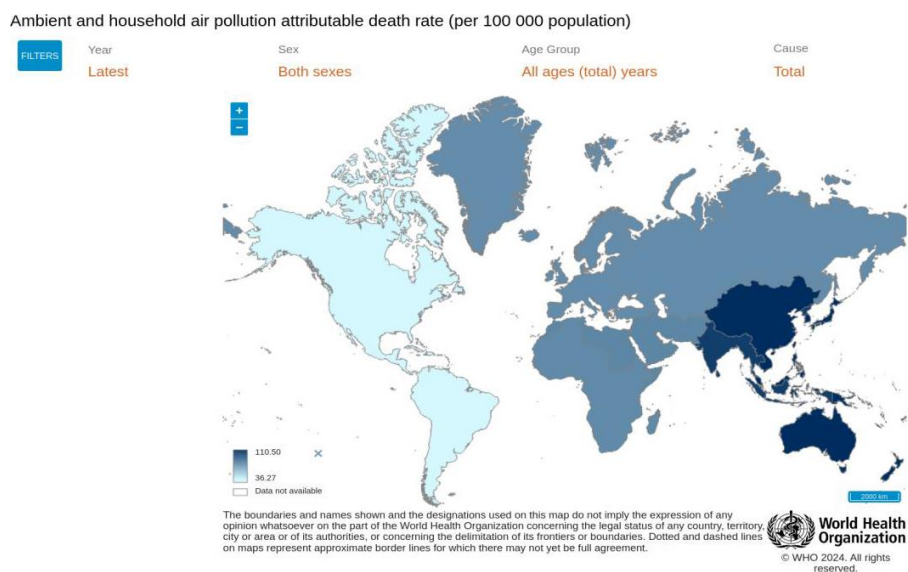 Ambient and household air pollution attributable death rate (per 100 000 population)
FILTERS
Year
Latest
Sex
Both sexes
Age Group
All ages (total) years
Cause
Total
+
−
110.50
36.27
Data not available
2000 km
The boundaries and names shown and the designations used on this map do not imply the expression of any
opinion whatsoever on the part of the World Health Organization concerning the legal status of any country, territory,
city or area or of its authorities, or concerning the delimitation of its frontiers or boundaries. Dotted and dashed lines
on maps represent approximate border lines for which there may not yet be full agreement.
World Health
Organization
© WHO 2024. All rights
reserved.